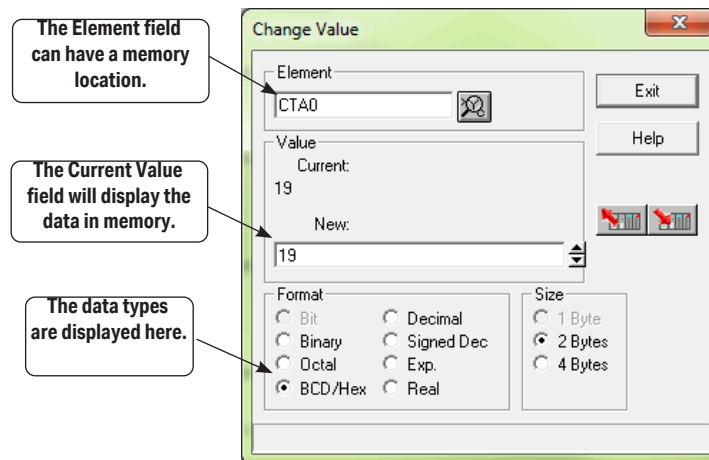 The Element field
can have a memory
location.
Change Value
Element
CTA0
Exit
Help
Value
Current:
19
New:
19
The Current Value
field will display the
data in memory.
Format
Bit
Decimal
Binary
Signed Dec
Octal
Exp.
BCD/Hex
Real
Size
1 Byte
2 Bytes
4 Bytes
The data types
are displayed here.